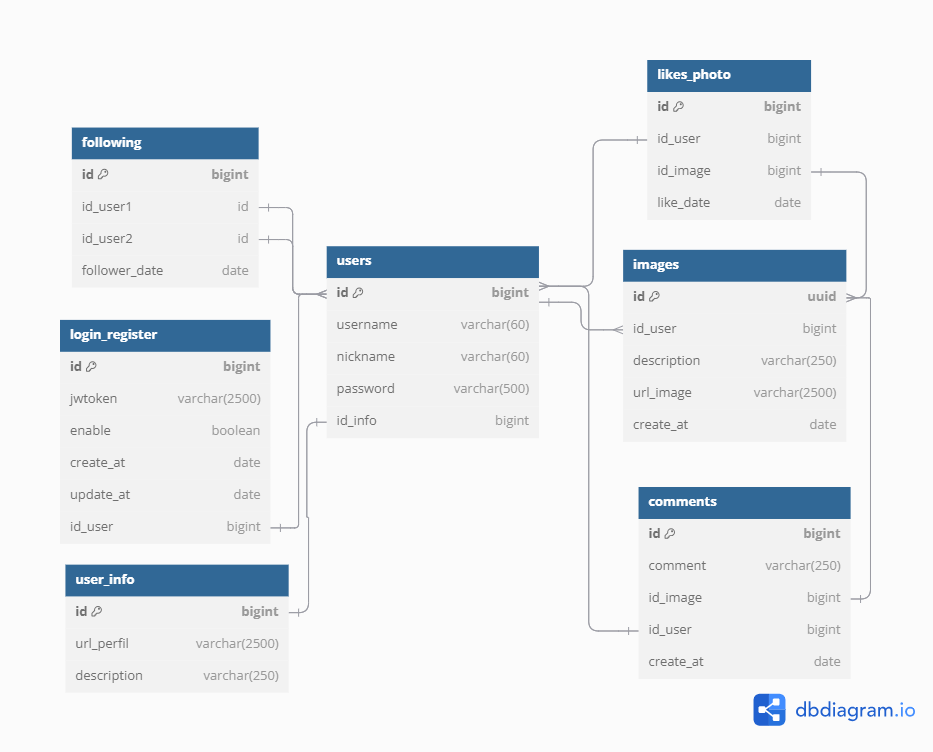 likes_photo
id bigint
id_user bigint
id_image bigint
like_date date
following
id bigint
id_user1 id
id_user2 id
follower_date date
users
id bigint
username varchar(60)
nickname varchar(60)
password varchar(500)
id_info bigint
images
id uuid
id_user bigint
description varchar(250)
url_image varchar(2500)
create_at date
login_register
id bigint
jwtoken varchar(2500)
enable boolean
create_at date
update_at date
id_user bigint
comments
id bigint
comment varchar(250)
id_image bigint
id_user bigint
create_at date
user_info
id bigint
url_perfil varchar(2500)
description varchar(250)
dbdiagram.io